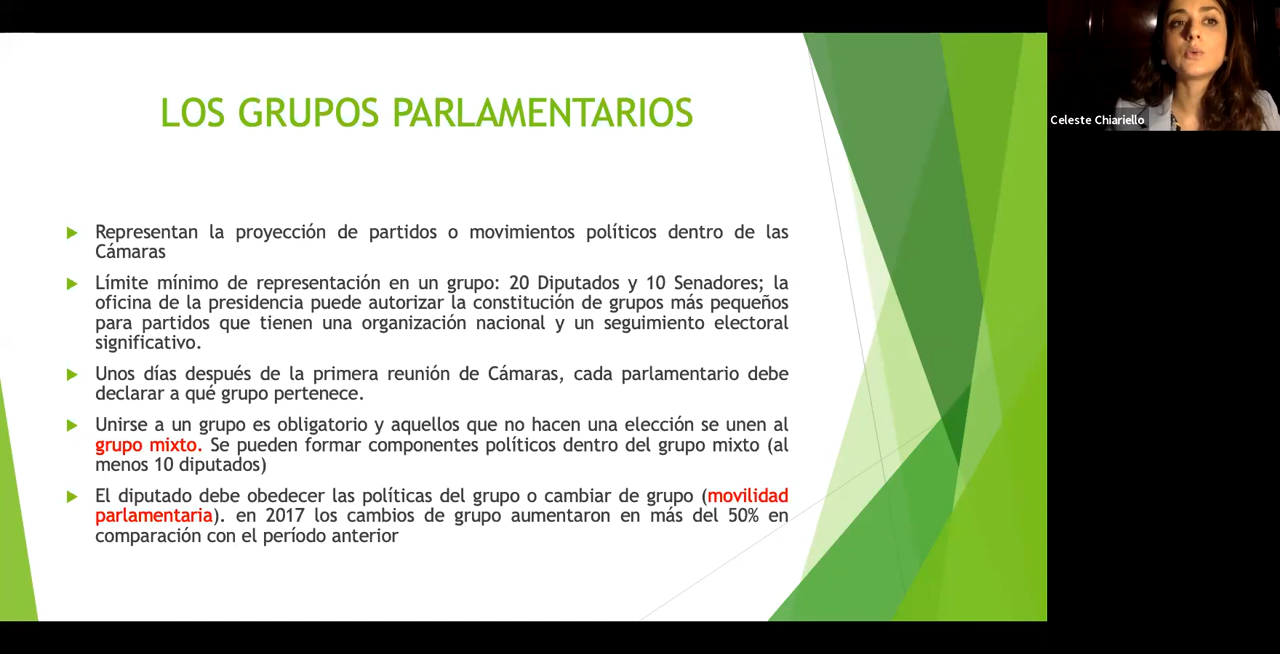 LOS GRUPOS PARLAMENTARIOS
Celeste Chiariello
Representan la proyección de partidos o movimientos políticos dentro de las
Cámaras
Límite mínimo de representación en un grupo: 20 Diputados y 10 Senadores; la
oficina de la presidencia puede autorizar la constitución de grupos más pequeños
para partidos que tienen una organización nacional y un seguimiento electoral
significativo.
Unos días después de la primera reunión de Cámaras, cada parlamentario debe
declarar a qué grupo pertenece.
Unirse a un grupo es obligatorio y aquellos que no hacen una elección se unen al
grupo mixto. Se pueden formar componentes políticos dentro del grupo mixto (al
menos 10 diputados)
El diputado debe obedecer las políticas del grupo o cambiar de grupo (movilidad
parlamentaria). en 2017 los cambios de grupo aumentaron en más del 50% en
comparación con el período anterior